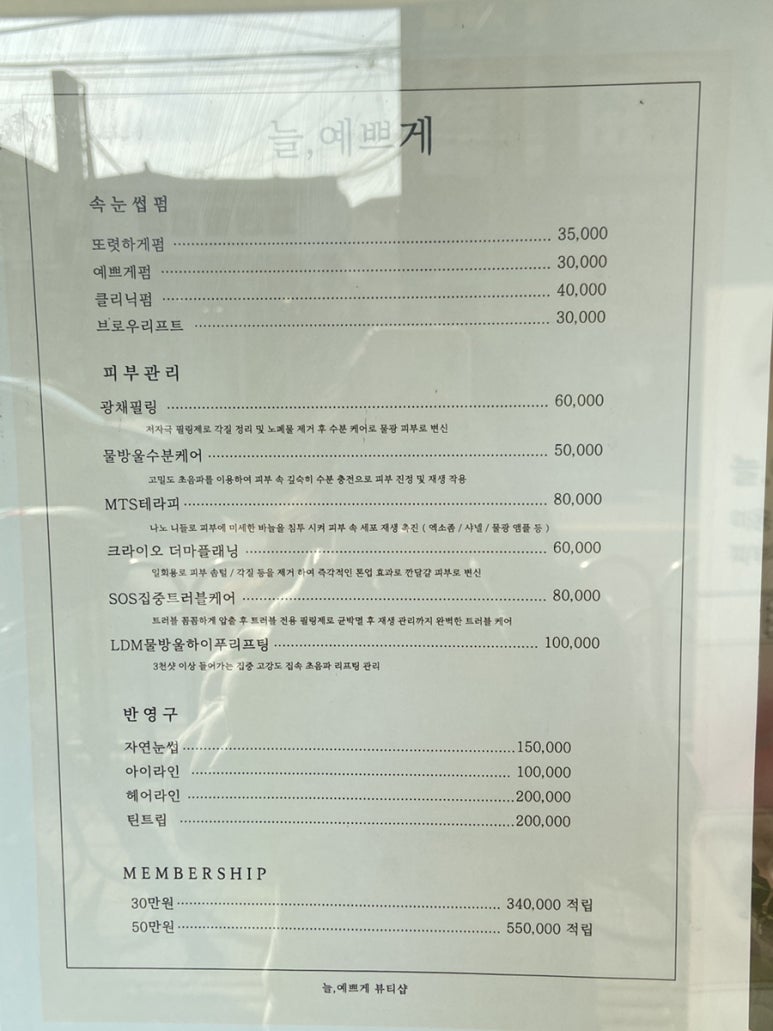 늘,예쁘게
속눈썹펌
또렷하게펌 35,000
예쁘게펌 30,000
클리닉펌 40,000
브로우리프트 30,000
피부관리
광채필링 60,000
저자극 필링제로 각질 정리 및 노폐물 제거 후 수분 케어로 물광 피부로 변신
물방울수분케어 50,000
고밀도 초음파를 이용하여 피부 속 깊숙히 수분 충전으로 피부 진정 및 재생 작용
MTS테라피 80,000
나노 니들로 피부에 미세한 바늘을 침투 시켜 피부 속 세포 재생 촉진 ( 엑소좀 / 샤넬 / 물광 앰플 등 )
크라이오 더마플래닝 60,000
일회용로 피부 솜털 / 각질 등을 제거 하여 즉각적인 톤업 효과로 깐달걀 피부로 변신
SOS집중트러블케어 80,000
트러블 꼼꼼하게 압출 후 트러블 전용 필링제로 균박멸 후 재생 관리까지 완벽한 트러블 케어
LDM물방울하이푸리프팅 100,000
3천샷 이상 들어가는 집중 고강도 집속 초음파 리프팅 관리
반영구
자연눈썹 150,000
아이라인 100,000
헤어라인 200,000
틴트립 200,000
MEMBERSHIP
30만원 340,000 적립
50만원 550,000 적립
늘,예쁘게 뷰티샵